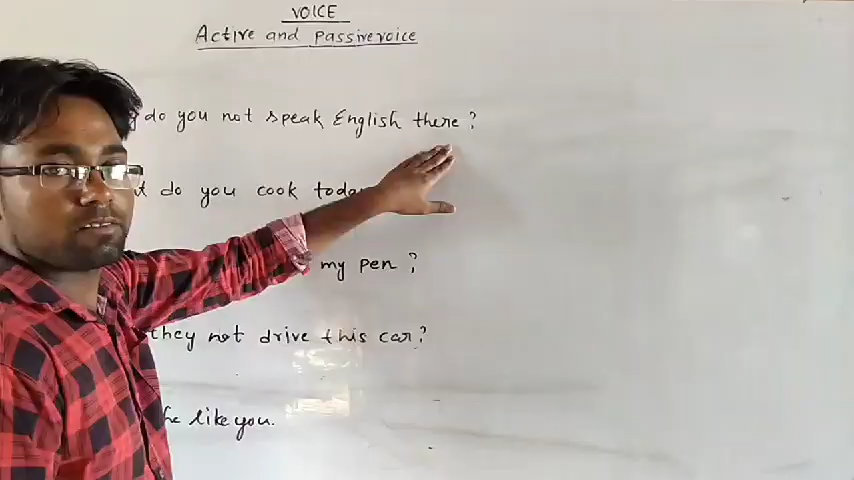 VOICE
Active and Passive voice
do you not speak English there ?
do you cook today
my pen ?
they not drive this car ?
like you.